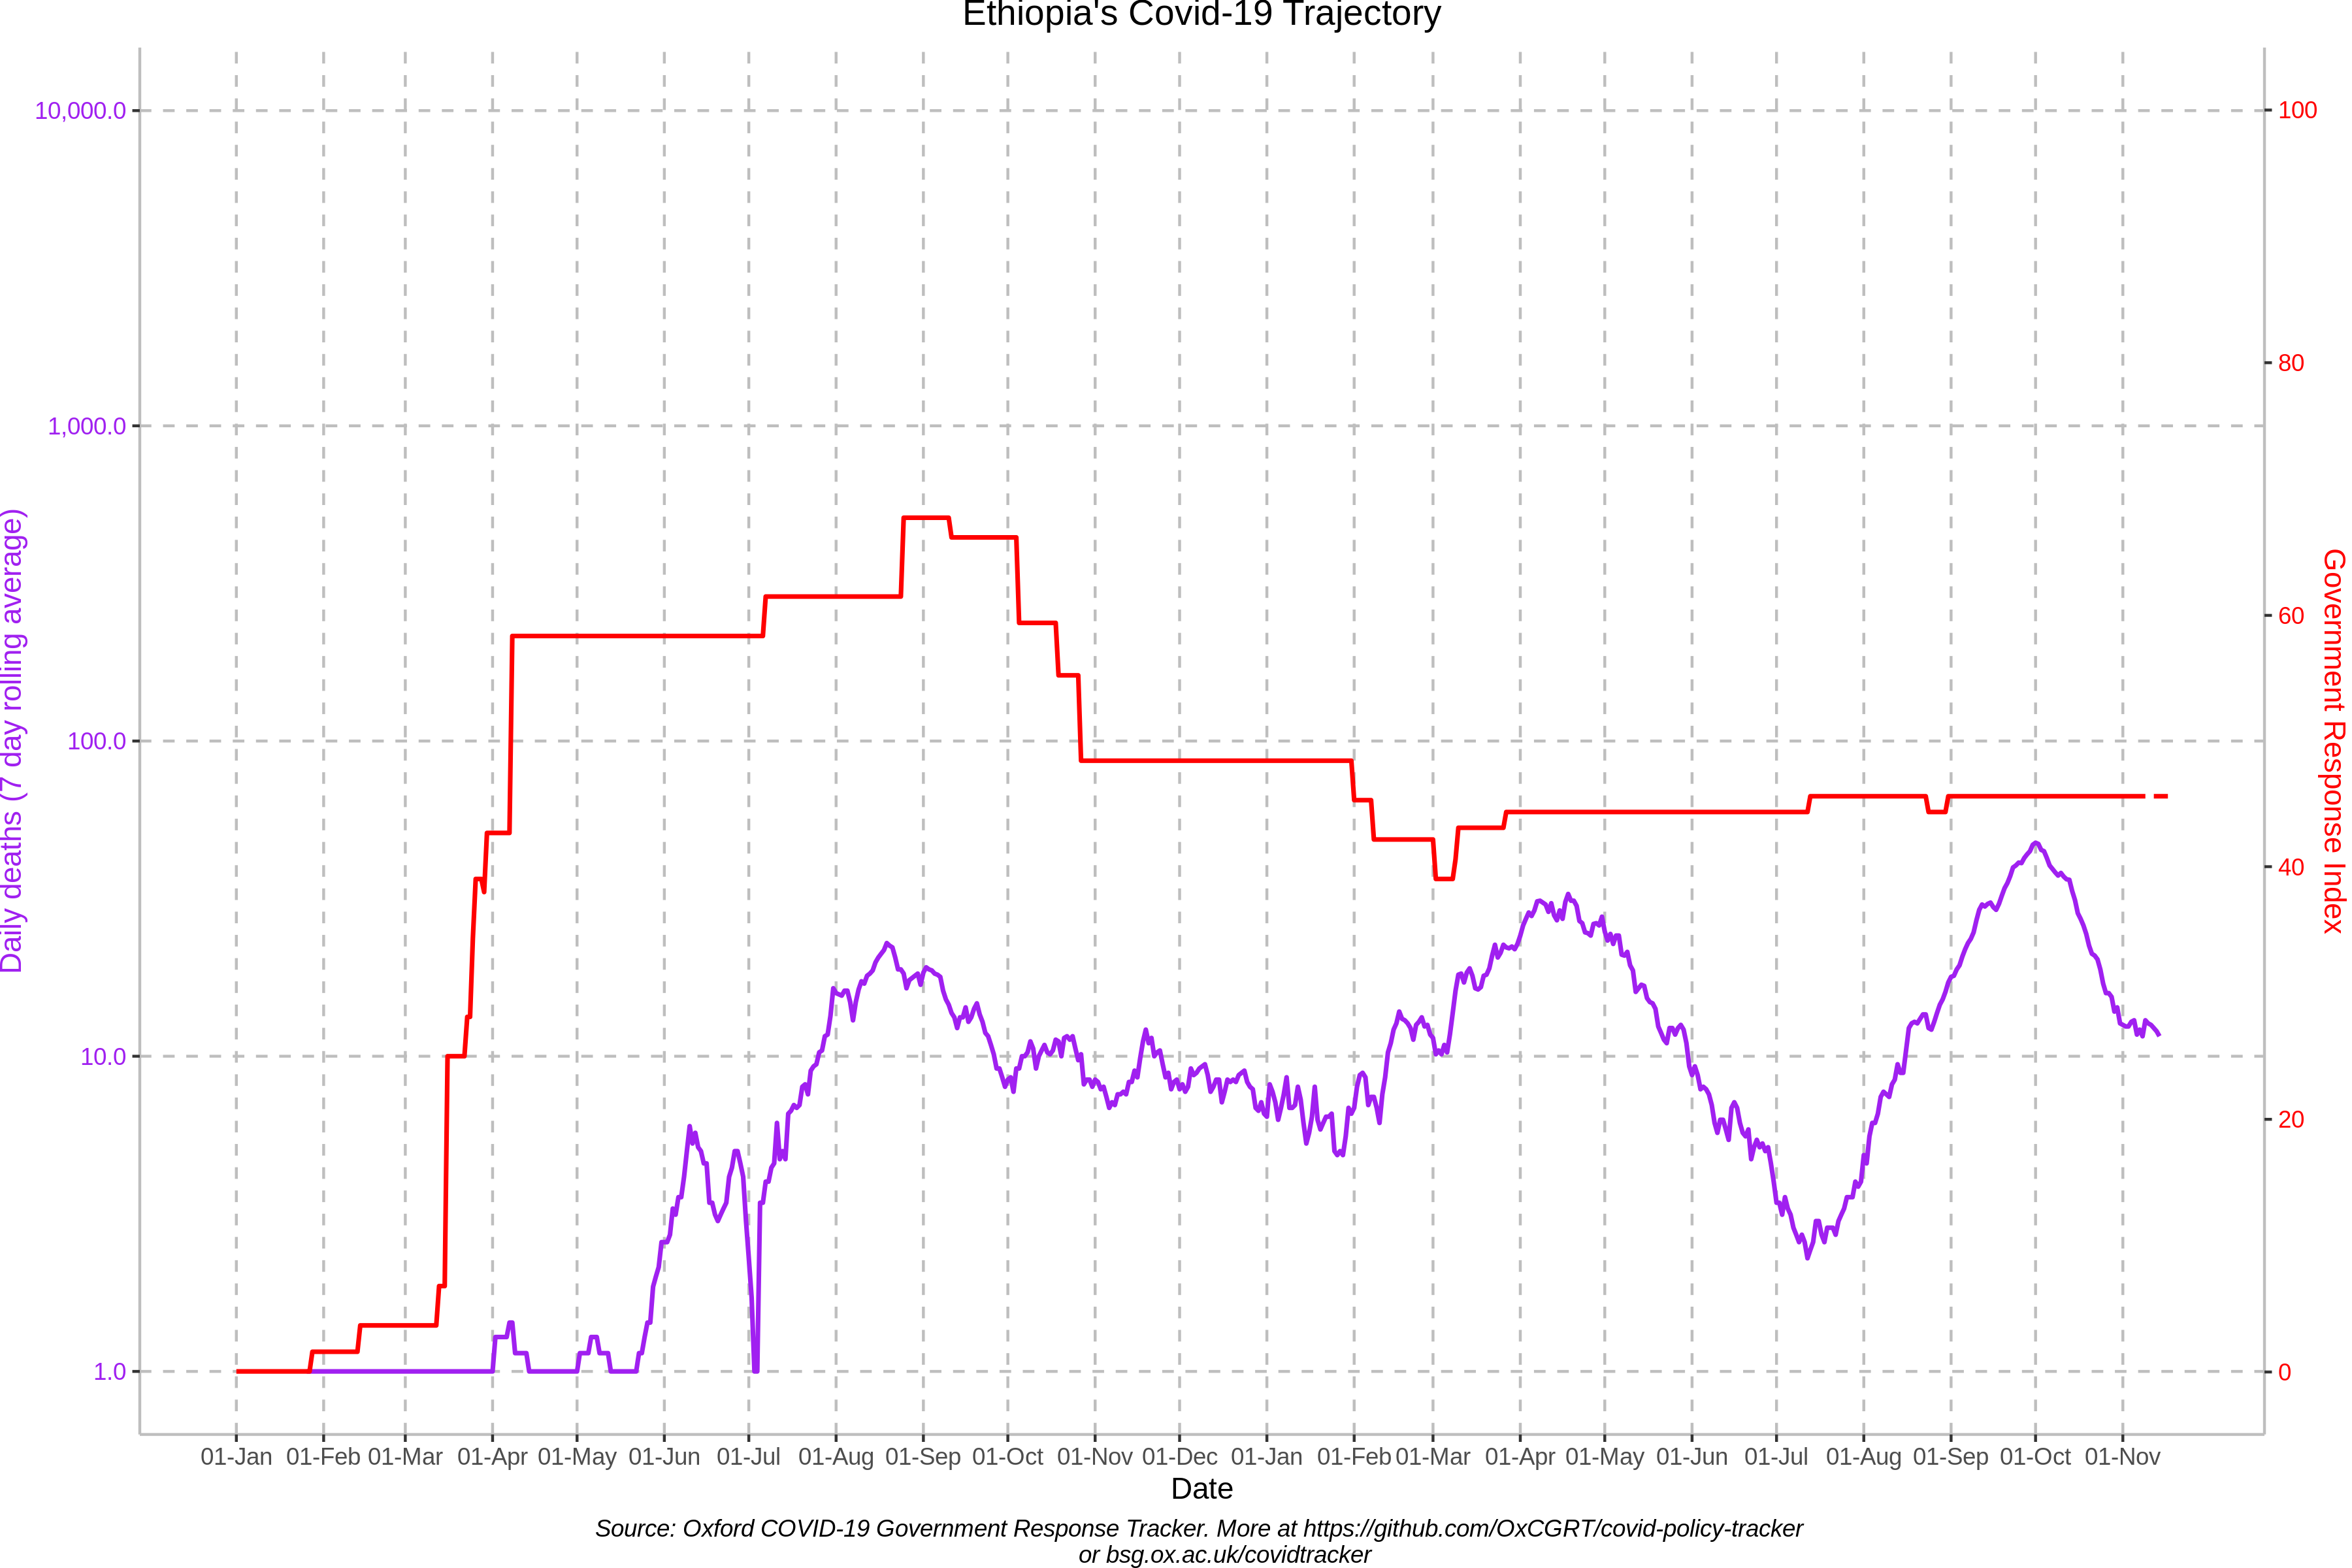 Ethiopia's Covid-19 Trajectory
10,000.0
1,000.0
100.0
10.0
1.0
Daily deaths (7 day rolling average)
100
80
60
40
20
0
Government Response Index
01-Jan 01-Feb 01-Mar 01-Apr 01-May 01-Jun 01-Jul 01-Aug 01-Sep 01-Oct 01-Nov 01-Dec 01-Jan 01-Feb 01-Mar 01-Apr 01-May 01-Jun 01-Jul 01-Aug 01-Sep 01-Oct 01-Nov
Date
Source: Oxford COVID-19 Government Response Tracker. More at https://github.com/OxCGRT/covid-policy-tracker
or bsg.ox.ac.uk/covidtracker